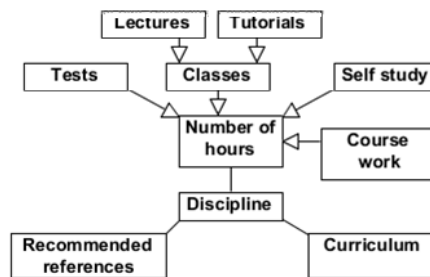 Lectures
Tutorials
Tests
Classes
Self study
Number of
hours
Course
work
Discipline
Recommended
references
Curriculum